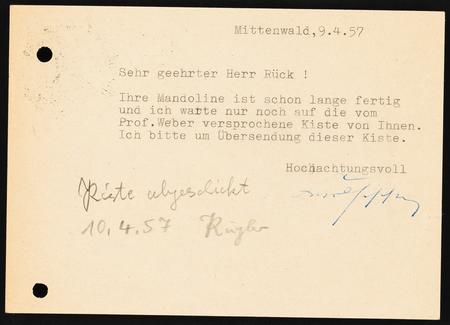 Mittenwald,9.4.57
Sehr geehrter Herr Rück !
Ihre Mandoline ist schon lange fertig
und ich warte nur noch auf die vom
Prof.Weber versprochene Kiste von Ihnen.
Ich bitte um Übersendung dieser Kiste.
Hochachtungsvoll
Kiste abgeschickt
10.4.57